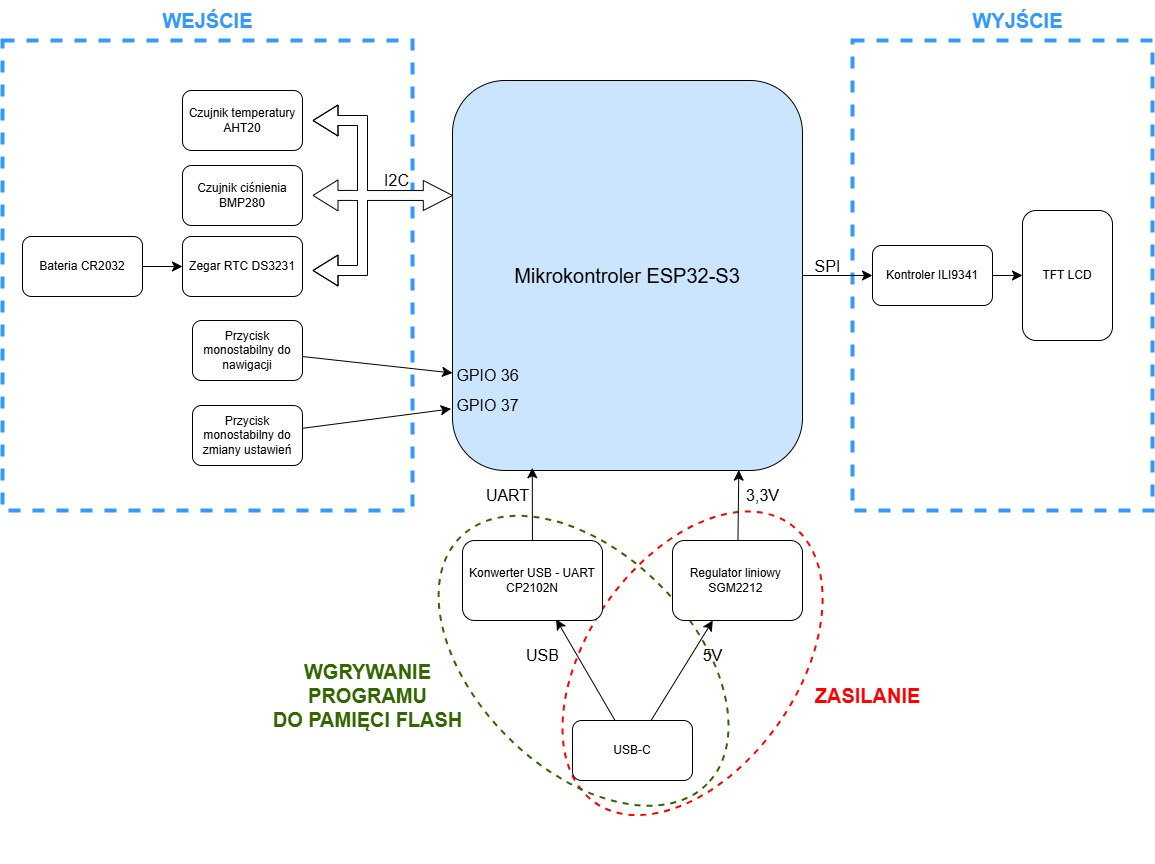 WEJŚCIE
WYJŚCIE
Czujnik temperatury
AHT20
I2C
Czujnik ciśnienia
BMP280
Bateria CR2032
Zegar RTC DS3231
Mikrokontroler ESP32-S3
SPI
Kontroler ILI9341
TFT LCD
Przycisk
monostabilny do
nawigacji
GPIO 36
GPIO 37
Przycisk
monostabilny do
zmiany ustawień
UART
3,3V
Konwerter USB - UART
CP2102N
Regulator liniowy
SGM2212
USB
5V
WGRYWANIE
PROGRAMU
DO PAMIĘCI FLASH
ZASILANIE
USB-C